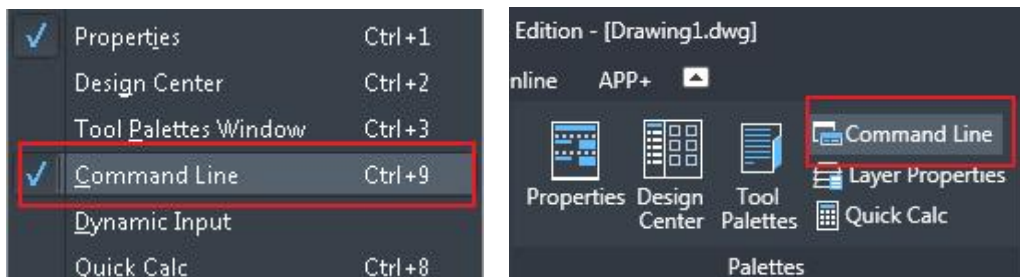 Properties Ctrl+1
Design Center Ctrl+2
Tool Palettes Window Ctrl+3
Command Line Ctrl+9
Dynamic Input
Quick Calc Ctrl+8
Edition - [Drawing1.dwg]
nline APP+
Properties
Design Center
Tool Palettes
Command Line
Layer Properties
Quick Calc
Palettes